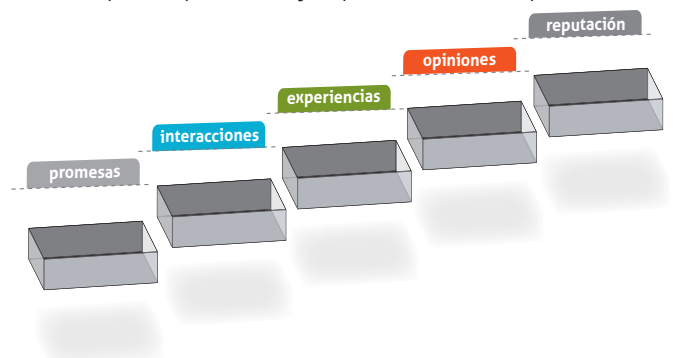 promesas
interacciones
experiencias
opiniones
reputación